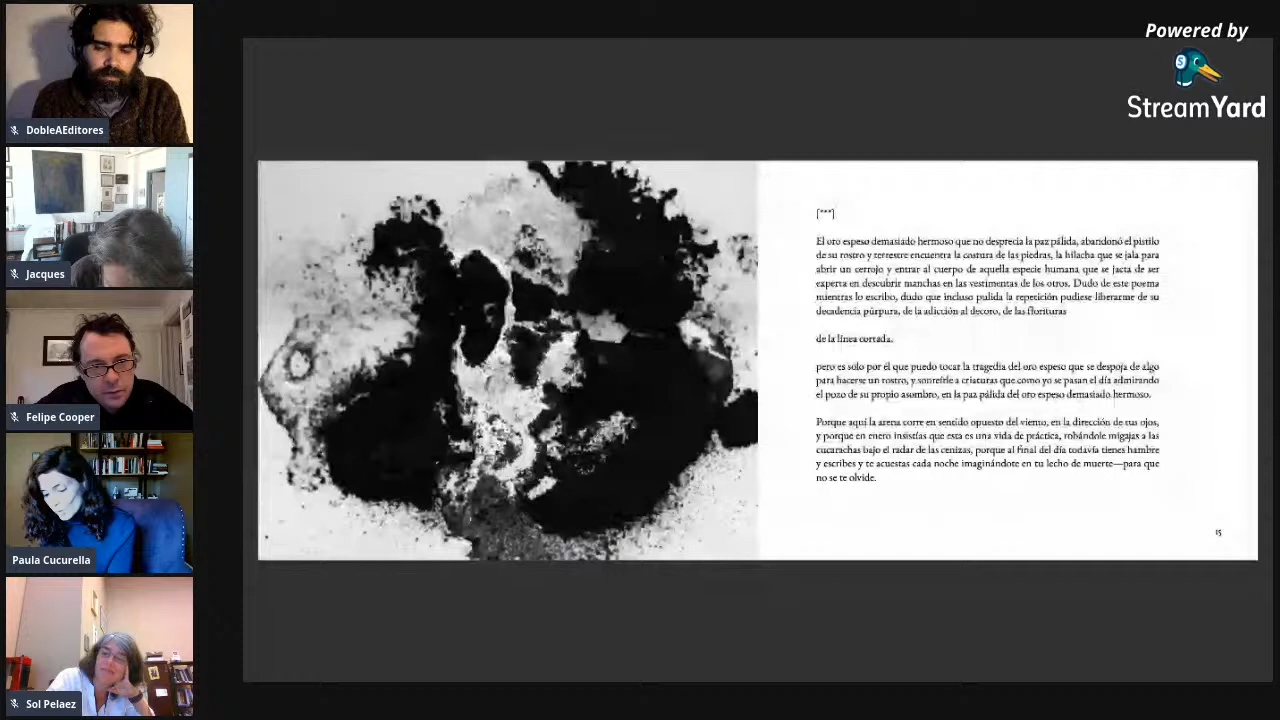 Powered by
StreamYard
DobleAEditores
Jacques
Felipe Cooper
Paula Cucurella
Sol Pelaez
[***]
El oro espeso demasiado hermoso que no desprecia la paz pálida, abandonó el pistilo
de su rostro y terrestre encuentra la costura de las piedras, la hilacha que se jala para
abrir un cerrojo y entrar al cuerpo de aquella especie humana que se jacta de ser
experta en descubrir manchas en las vestimentas de los otros. Dudo de este poema
mientras lo escribo, dudo que incluso pulida la repetición pudiese liberarme de su
decadencia púrpura, de la adicción al decoro, de las florituras
de la línea cortada.
pero es sólo por él que puedo tocar la tragedia del oro espeso que se despoja de algo
para hacerse un rostro, y sonreírle a criaturas que como yo se pasan el día admirando
el pozo de su propio asombro, en la paz pálida del oro espeso demasiado hermoso.
Porque aquí la arena corre en sentido opuesto del viento, en la dirección de tus ojos,
y porque en enero insistías que esta es una vida de práctica, robándole migajas a las
cucarachas bajo el radar de las cenizas, porque al final del día todavía tienes hambre
y escribes y te acuestas cada noche imaginándote en tu lecho de muerte—para que
no se te olvide.
15